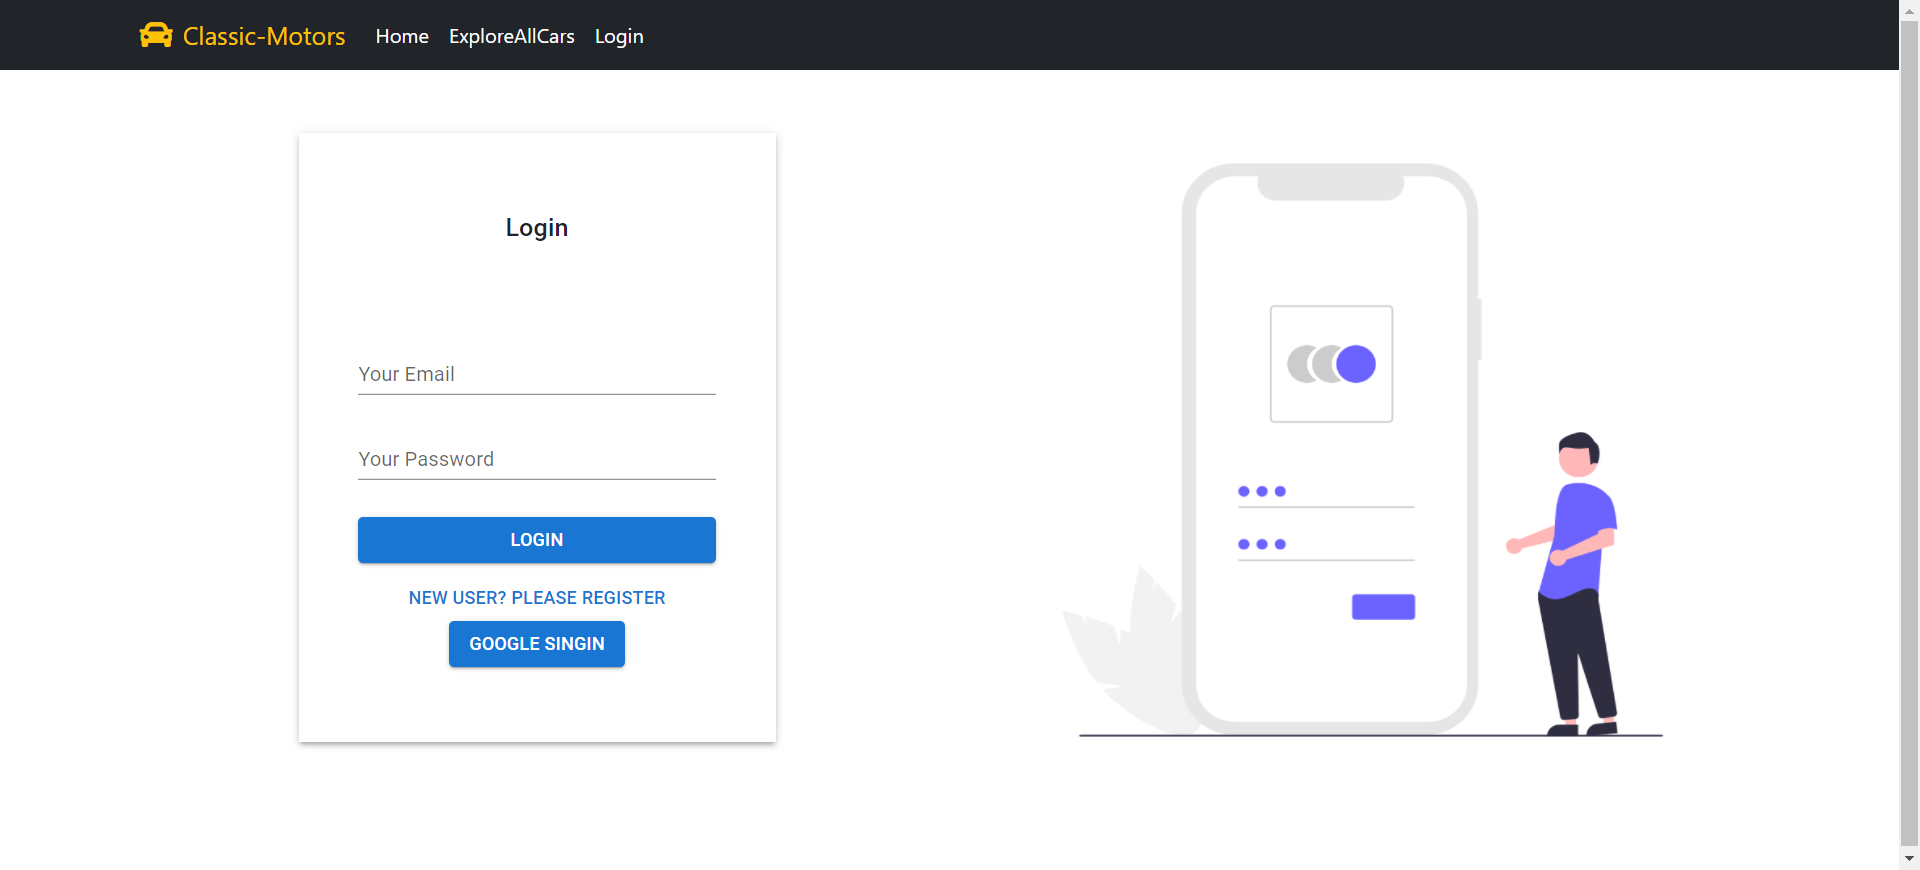 Classic-Motors Home ExploreAllCars Login
Login
Your Email
Your Password
LOGIN
NEW USER? PLEASE REGISTER
GOOGLE SINGIN